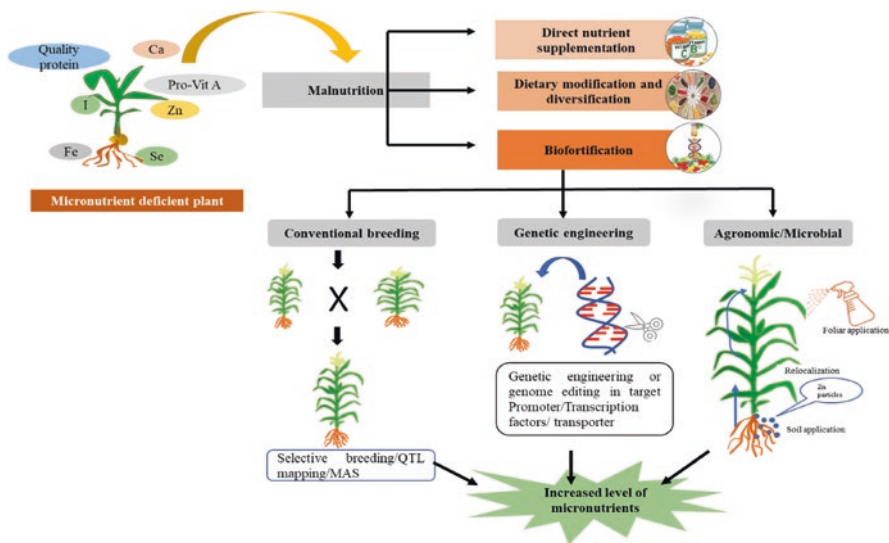 Quality
protein
Ca
Pro-Vit A
I
Zn
Fe
Se
Micronutrient deficient plant
Malnutrition
Direct nutrient
supplementation
Dietary modification and
diversification
Biofortification
Conventional breeding
Genetic engineering
Agronomic/Microbial
X
Foliar application
Relocalization
Zn
particles
Soil application
Genetic engineering or
genome editing in target
Promoter/Transcription
factors/ transporter
Selective breeding/QTL
mapping/MAS
Increased level of
micronutrients